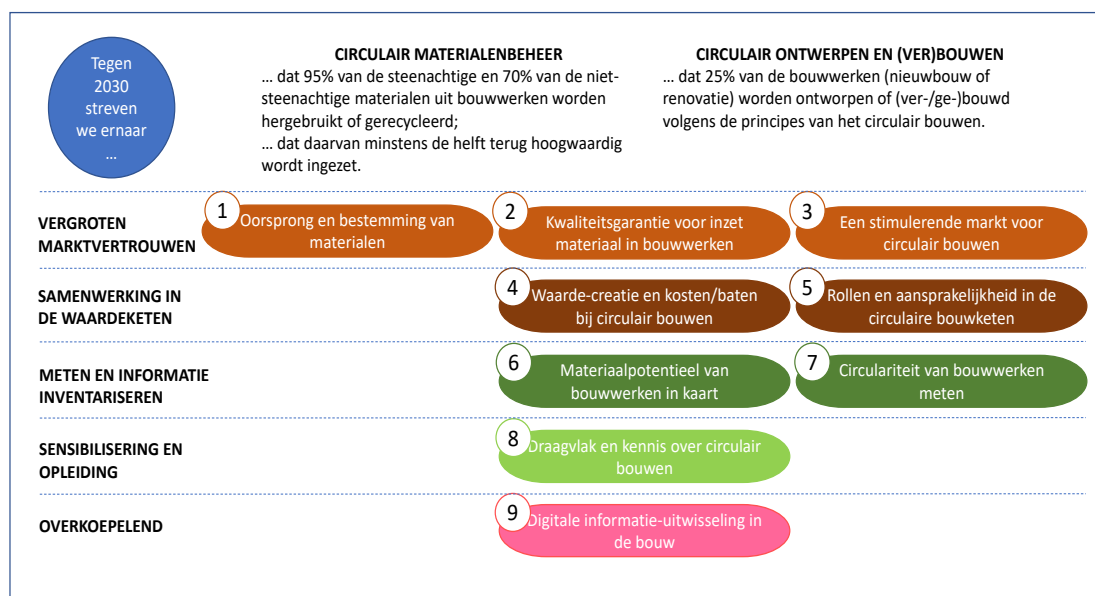 Tegen
2030
streven
we ernaar
...
CIRCULAIR MATERIALENBEHEER
... dat 95% van de steenachtige en 70% van de niet-
steenachtige materialen uit bouwwerken worden
hergebruikt of gerecycleerd;
... dat daarvan minstens de helft terug hoogwaardig
wordt ingezet.
CIRCULAIR ONTWERPEN EN (VER)BOUWEN
... dat 25% van de bouwwerken (nieuwbouw of
renovatie) worden ontworpen of (ver-/ge-)bouwd
volgens de principes van het circulair bouwen.
VERGROTEN
MARKTVERTROUWEN
1
Oorsprong en bestemming van
materialen
2
Kwaliteitsgarantie voor inzet
materiaal in bouwwerken
3
Een stimulerende markt voor
circulair bouwen
SAMENWERKING IN
DE WAARDEKETEN
4
Waarde-creatie en kosten/baten
bij circulair bouwen
5
Rollen en aansprakelijkheid in de
circulaire bouwketen
METEN EN INFORMATIE
INVENTARISEREN
6
Materiaalpotentieel van
bouwwerken in kaart
7
Circulariteit van bouwwerken
meten
SENSIBILISERING EN
OPLEIDING
8
Draagvlak en kennis over circulair
bouwen
OVERKOEPELEND
9
Digitale informatie-uitwisseling in
de bouw